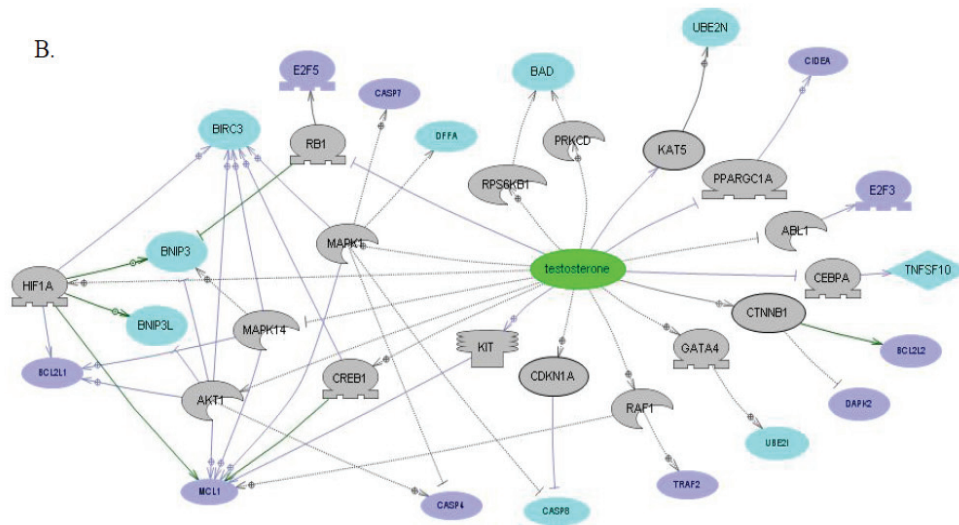 B.
UBE2N
E2F5
BAD
CIDEA
CASP7
BIRC3
DFFA
RB1
PRKCD
KAT5
RPS6KB1
PPARGC1A
E2F3
ABL1
BNIP3
MAPK1
testosterone
TNFSF10
HIF1A
CEBPA
BNIP3L
MAPK14
CTNNB1
KIT
GATA4
BCL2L2
BCL2L1
CREB1
CDKN1A
AKT1
RAF1
DAPK2
UBE2I
MCL1
TRAF2
CASP4
CASP8